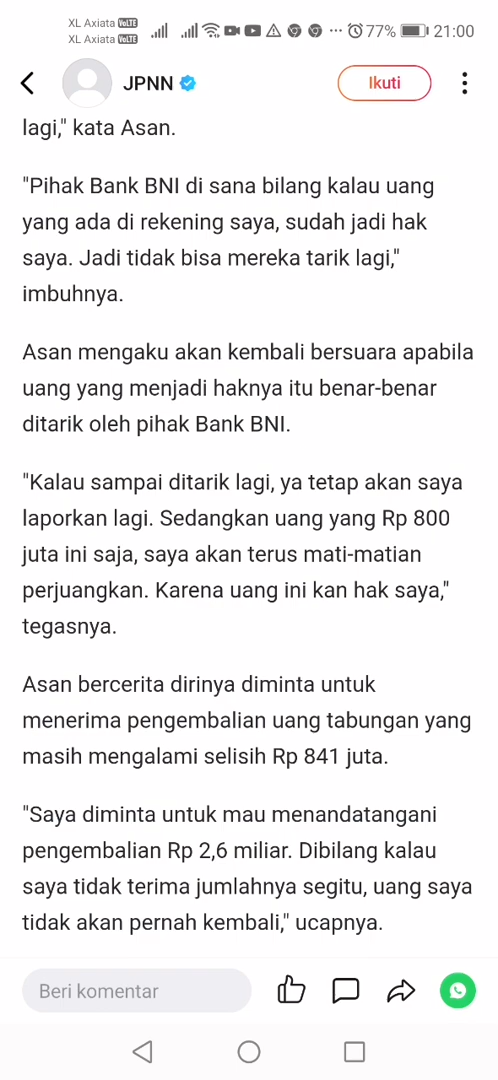 XL Axiata VoLTE
XL Axiata VoLTE
77%
21:00
JPNN
Ikuti
lagi," kata Asan.
"Pihak Bank BNI di sana bilang kalau uang
yang ada di rekening saya, sudah jadi hak
saya. Jadi tidak bisa mereka tarik lagi,"
imbuhnya.
Asan mengaku akan kembali bersuara apabila
uang yang menjadi haknya itu benar-benar
ditarik oleh pihak Bank BNI.
"Kalau sampai ditarik lagi, ya tetap akan saya
laporkan lagi. Sedangkan uang yang Rp 800
juta ini saja, saya akan terus mati-matian
perjuangkan. Karena uang ini kan hak saya,"
tegasnya.
Asan bercerita dirinya diminta untuk
menerima pengembalian uang tabungan yang
masih mengalami selisih Rp 841 juta.
"Saya diminta untuk mau menandatangani
pengembalian Rp 2,6 miliar. Dibilang kalau
saya tidak terima jumlahnya segitu, uang saya
tidak akan pernah kembali," ucapnya.
Beri komentar